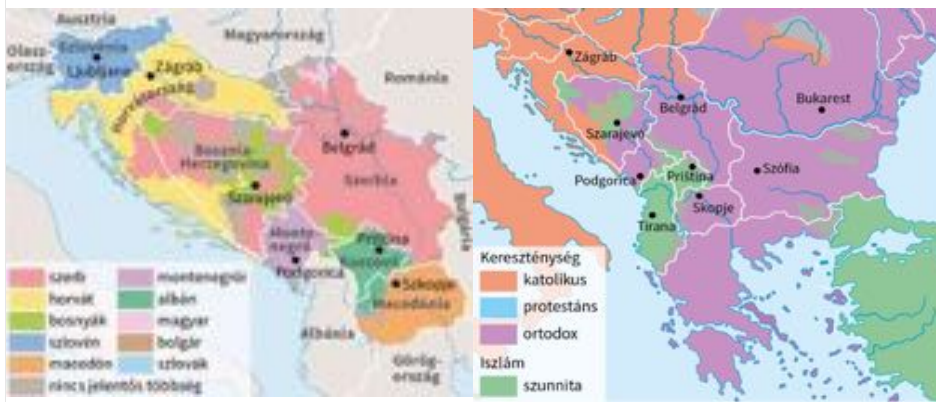 Ausztria
Magyarország
Olasz-
ország
Szlovénia
Ljubljana
Zágráb
Románia
Horvátország
Bosznia-
Hercegovina
Belgrád
Szarajevó
Szerbia
Bulgária
Monte-
negró
Podgorica
Pristina
Koszovó
Szkopje
Macedónia
Albánia
Görög-
ország
szerb
horvát
bosnyák
szlovén
macedón
nincs jelentős többség
montenegrói
albán
magyar
bolgár
szlovák
Zágráb
Belgrád
Bukarest
Szarajevó
Podgorica
Priština
Szófia
Skopje
Tirana
Kereszténység
katolikus
protestáns
ortodox
Iszlám
szunnita